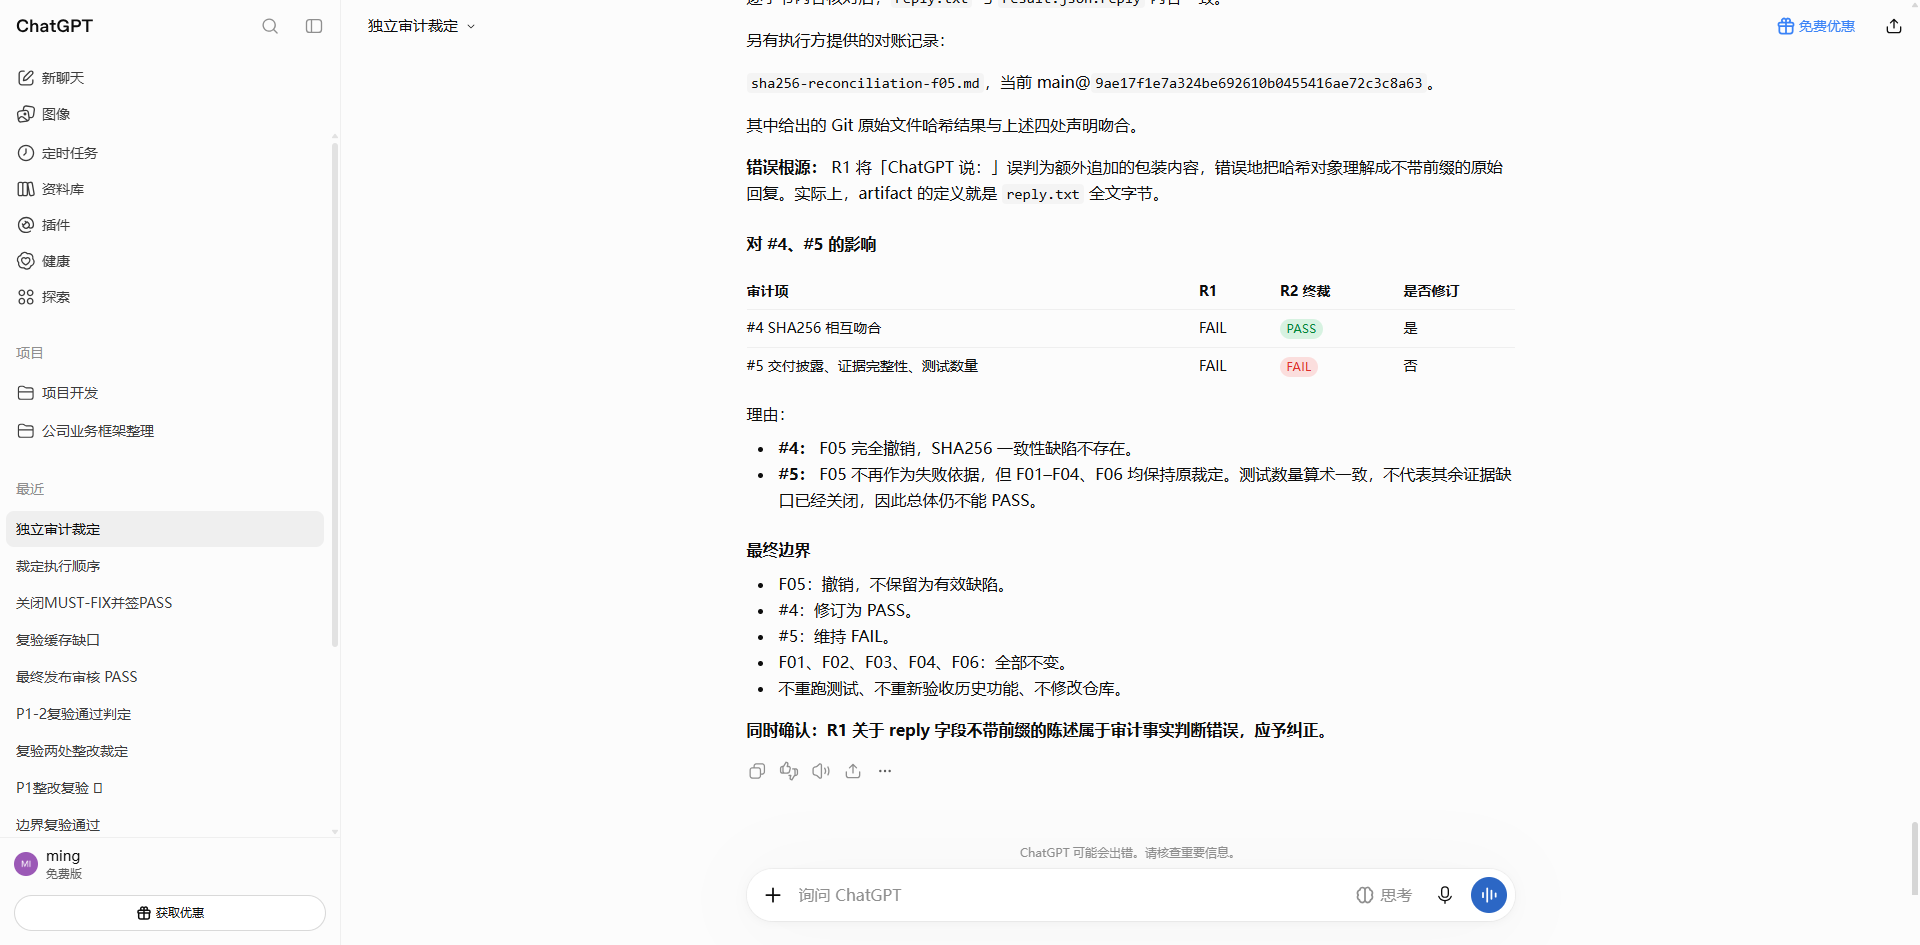 ChatGPT
新聊天
图像
定时任务
资料库
插件
健康
探索
项目
项目开发
公司业务框架整理
最近
独立审计裁定
裁定执行顺序
关闭MUST-FIX并签PASS
复验缓存缺口
最终发布审核 PASS
P1-2复验通过判定
复验两处整改裁定
P1整改复验
边界复验通过
MI
ming
免费版
获取优惠
独立审计裁定
免费优惠
另有执行方提供的对账记录：
sha256-reconciliation-f05.md，当前 main@ 9ae17f1e7a324be692610b0455416ae72c3c8a63。
其中给出的 Git 原始文件哈希结果与上述四处声明吻合。
错误根源： R1 将「ChatGPT 说：」误判为额外追加的包装内容，错误地把哈希对象理解成不带前缀的原始
回复。实际上，artifact 的定义就是 reply.txt 全文字节。
对 #4、#5 的影响
审计项 R1 R2 终裁 是否修订
#4 SHA256 相互吻合 FAIL PASS 是
#5 交付披露、证据完整性、测试数量 FAIL FAIL 否
理由：
• #4： F05 完全撤销，SHA256 一致性缺陷不存在。
• #5： F05 不再作为失败依据，但 F01–F04、F06 均保持原裁定。测试数量算术一致，不代表其余证据缺
口已经关闭，因此总体仍不能 PASS。
最终边界
• F05：撤销，不保留为有效缺陷。
• #4：修订为 PASS。
• #5：维持 FAIL。
• F01、F02、F03、F04、F06：全部不变。
• 不重跑测试、不重新验收历史功能、不修改仓库。
同时确认：R1 关于 reply 字段不带前缀的陈述属于审计事实判断错误，应予纠正。
ChatGPT 可能会出错。请核查重要信息。
询问 ChatGPT
思考